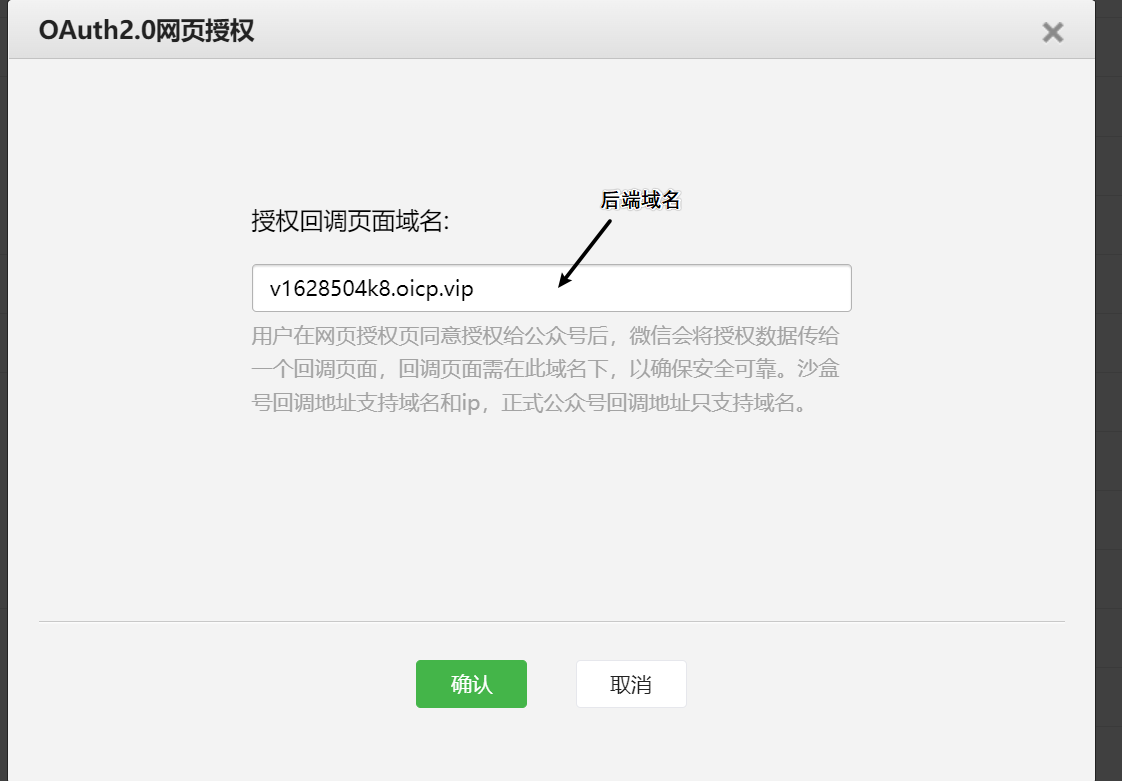 OAuth2.0网页授权
后端域名
授权回调页面域名:
v1628504k8.oicp.vip
用户在网页授权页同意授权给公众号后，微信会将授权数据传给
一个回调页面，回调页面需在此域名下，以确保安全可靠。沙盒
号回调地址支持域名和ip，正式公众号回调地址只支持域名。
确认
取消